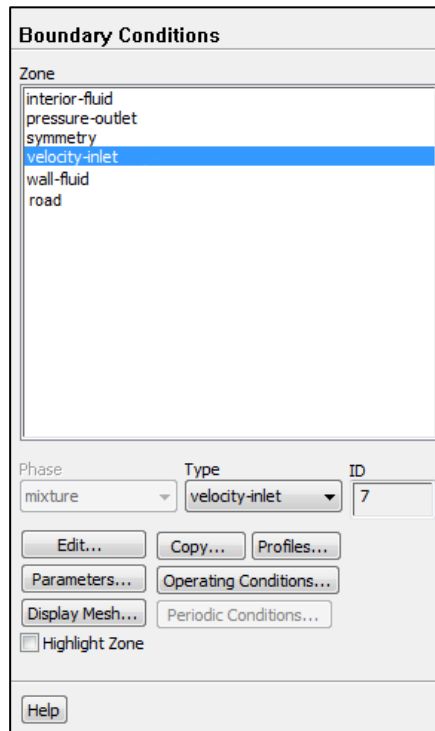 Boundary Conditions
Zone
interior-fluid
pressure-outlet
symmetry
velocity-inlet
wall-fluid
road
Phase Type ID
mixture velocity-inlet 7
Edit... Copy... Profiles...
Parameters... Operating Conditions...
Display Mesh... Periodic Conditions...
Highlight Zone
Help